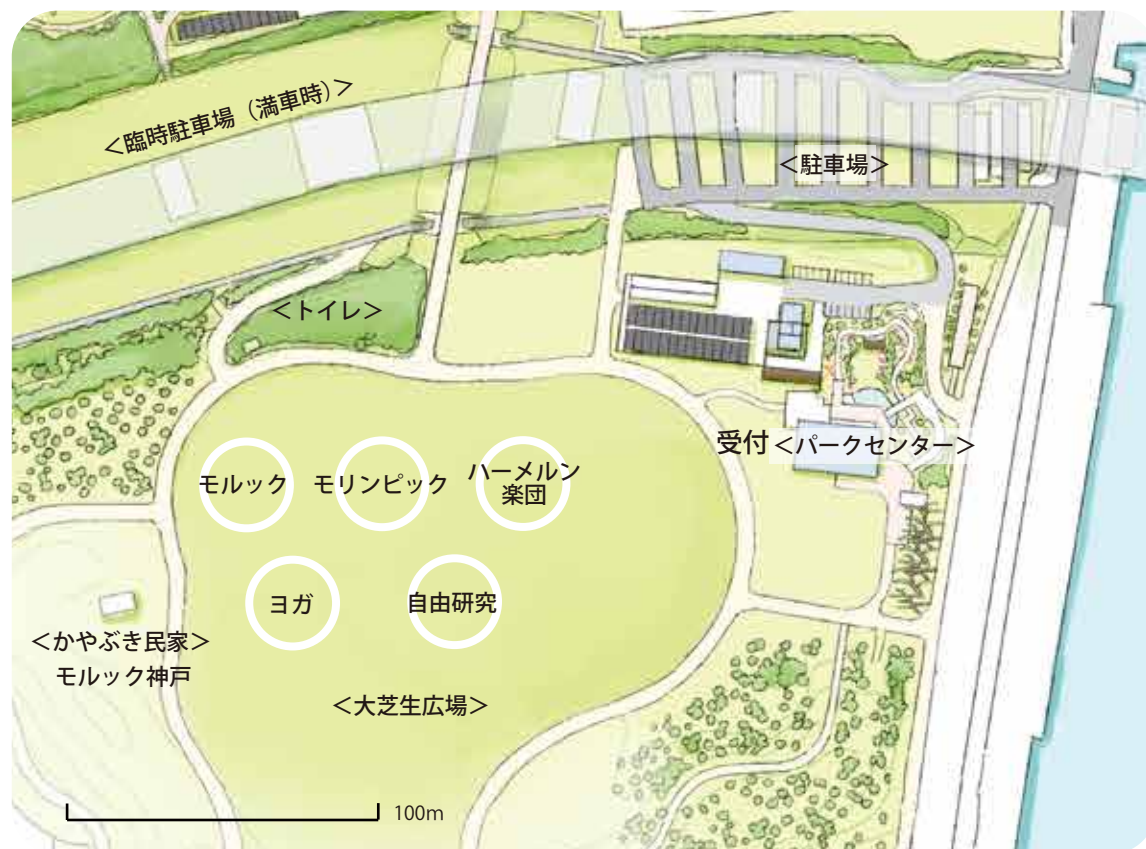 ＜臨時駐車場（満車時）＞
＜駐車場＞
＜トイレ＞
受付＜パークセンター＞
モルック
モリンピック
ハーメルン
楽団
ヨガ
自由研究
＜かやぶき民家＞
モルック神戸
＜大芝生広場＞
100m